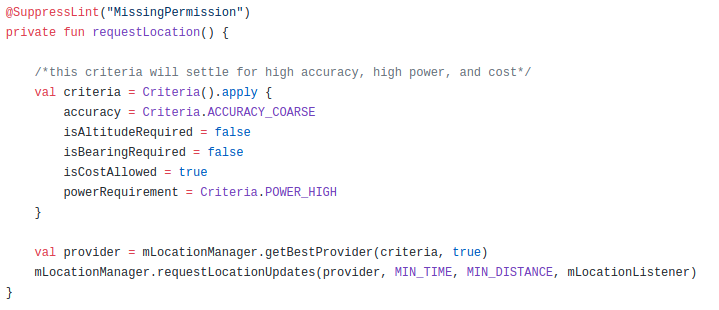 @SuppressLint("MissingPermission")
private fun requestLocation() {
/*this criteria will settle for high accuracy, high power, and cost*/
val criteria = Criteria().apply {
accuracy = Criteria.ACCURACY_COARSE
isAltitudeRequired = false
isBearingRequired = false
isCostAllowed = true
powerRequirement = Criteria.POWER_HIGH
}
val provider = mLocationManager.getBestProvider(criteria, true)
mLocationManager.requestLocationUpdates(provider, MIN_TIME, MIN_DISTANCE, mLocationListener)
}